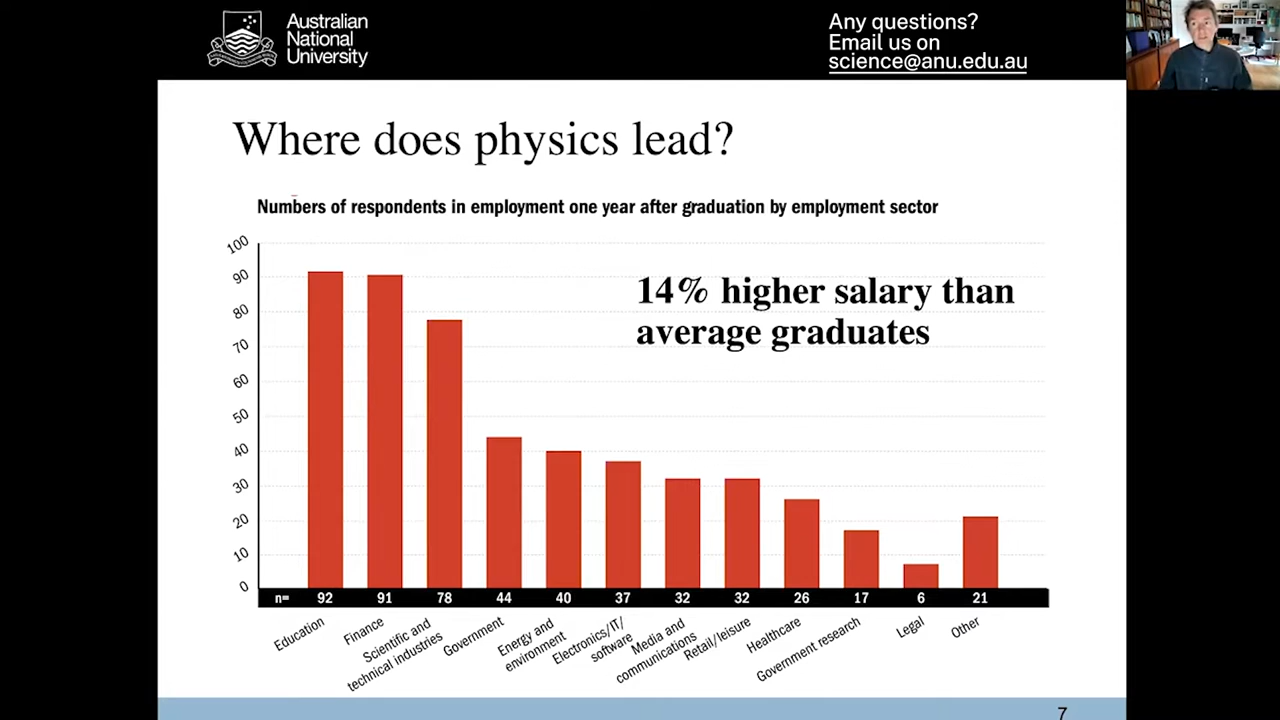 Australian
National
University
Any questions?
Email us on
science@anu.edu.au
Where does physics lead?
Numbers of respondents in employment one year after graduation by employment sector
14% higher salary than
average graduates
100
90
80
70
60
50
40
30
20
10
0
n= 92 91 78 44 40 37 32 32 26 17 6 21
Education
Finance
Scientific and
technical industries
Government
Energy and
environment
Electronics/IT/
software
Media and
communications
Retail/leisure
Healthcare
Government research
Legal
Other
7